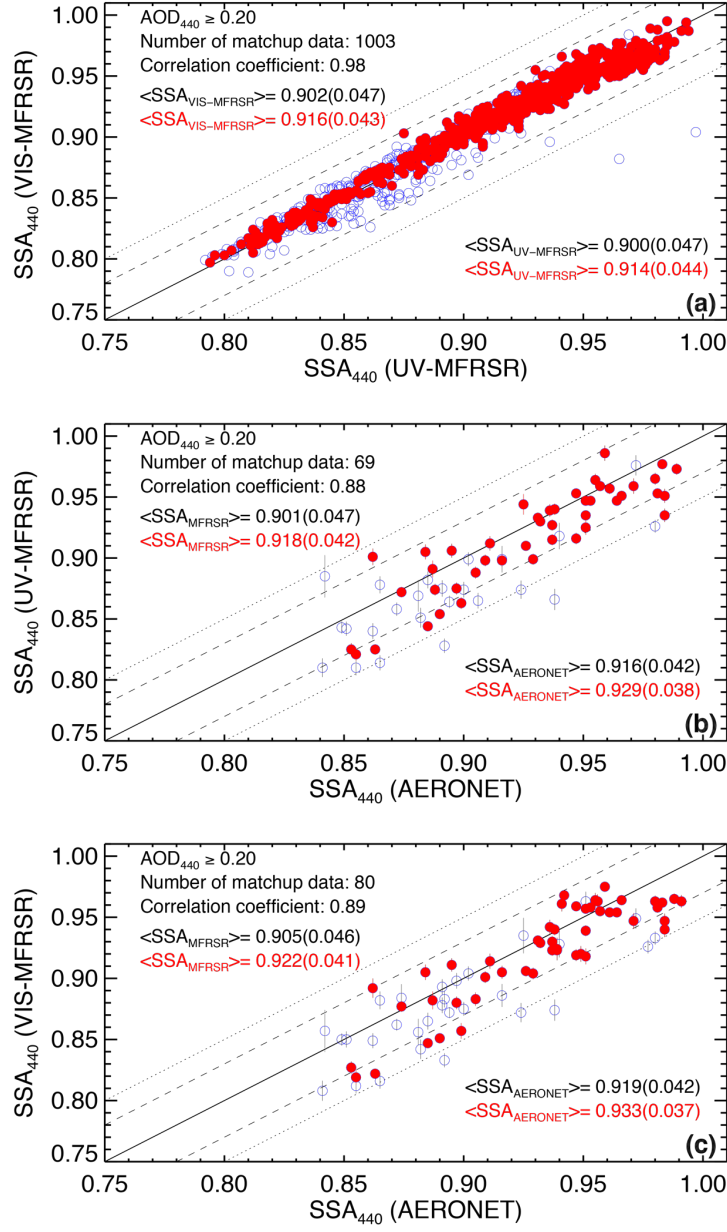 AOD440 ≥ 0.20
Number of matchup data: 1003
Correlation coefficient: 0.98
<SSAVIS−MFRSR>= 0.902(0.047)
<SSAVIS−MFRSR>= 0.916(0.043)
<SSAUV−MFRSR>= 0.900(0.047)
<SSAUV−MFRSR>= 0.914(0.044)
(a)
SSA440 (VIS−MFRSR)
1.00
0.95
0.90
0.85
0.80
0.75
0.75 0.80 0.85 0.90 0.95 1.00
SSA440 (UV-MFRSR)
AOD440 ≥ 0.20
Number of matchup data: 69
Correlation coefficient: 0.88
<SSAMFRSR>= 0.901(0.047)
<SSAMFRSR>= 0.918(0.042)
<SSAAERONET>= 0.916(0.042)
<SSAAERONET>= 0.929(0.038)
(b)
SSA440 (UV−MFRSR)
1.00
0.95
0.90
0.85
0.80
0.75
0.75 0.80 0.85 0.90 0.95 1.00
SSA440 (AERONET)
AOD440 ≥ 0.20
Number of matchup data: 80
Correlation coefficient: 0.89
<SSAMFRSR>= 0.905(0.046)
<SSAMFRSR>= 0.922(0.041)
<SSAAERONET>= 0.919(0.042)
<SSAAERONET>= 0.933(0.037)
(c)
SSA440 (VIS−MFRSR)
1.00
0.95
0.90
0.85
0.80
0.75
0.75 0.80 0.85 0.90 0.95 1.00
SSA440 (AERONET)